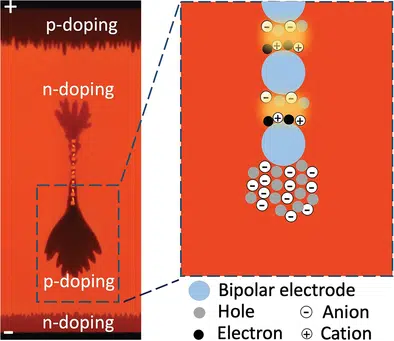 +
p-doping
n-doping
p-doping
n-doping
−
Bipolar electrode
Hole
− Anion
Electron
+ Cation